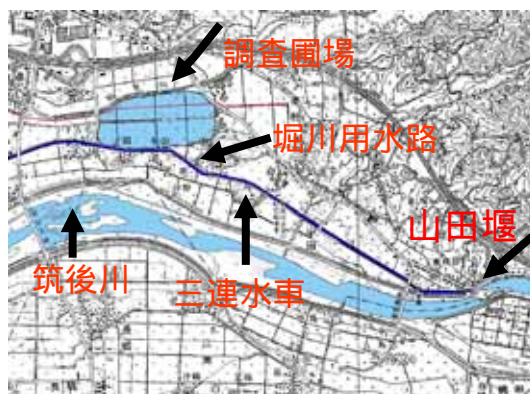 調査圃場
堀川用水路
山田堰
筑後川
三連水車